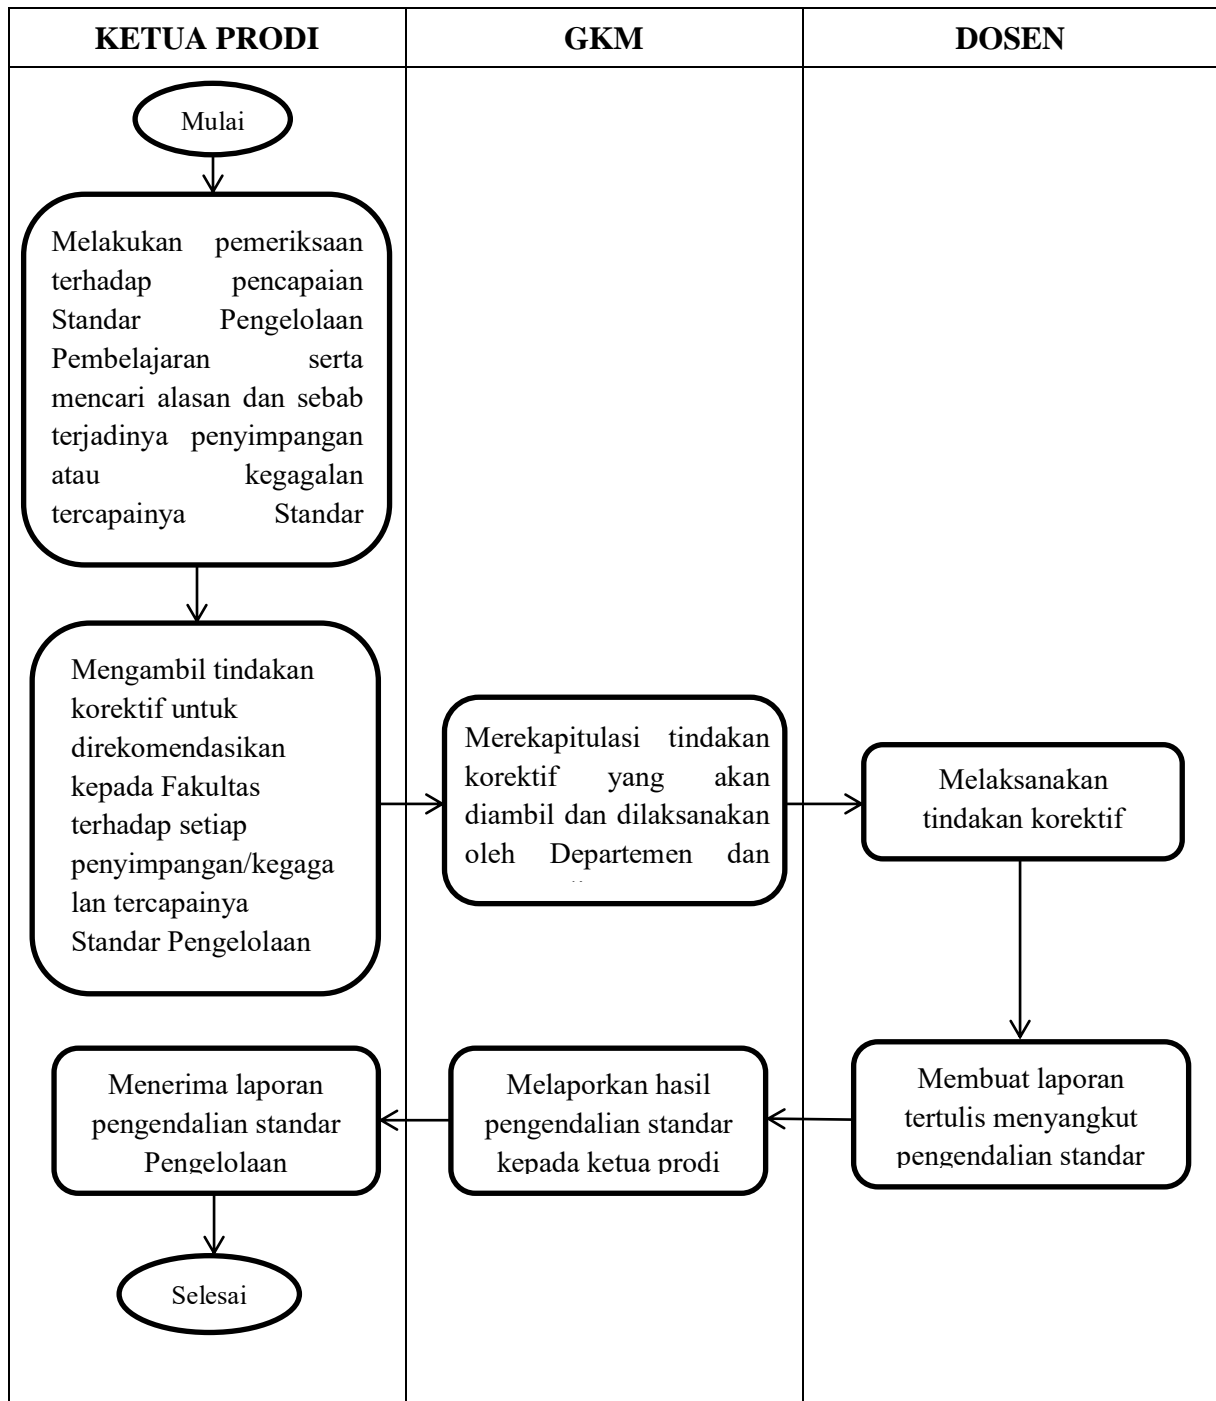 KETUA PRODI
GKM
DOSEN
Mulai
Melakukan pemeriksaan
terhadap pencapaian
Standar Pengelolaan
Pembelajaran serta
mencari alasan dan sebab
terjadinya penyimpangan
atau kegagalan
tercapainya Standar
Mengambil tindakan
korektif untuk
direkomendasikan
kepada Fakultas
terhadap setiap
penyimpangan/kegaga
lan tercapainya
Standar Pengelolaan
Merekapitulasi tindakan
korektif yang akan
diambil dan dilaksanakan
oleh Departemen dan
Melaksanakan
tindakan korektif
Membuat laporan
tertulis menyangkut
pengendalian standar
Melaporkan hasil
pengendalian standar
kepada ketua prodi
Menerima laporan
pengendalian standar
Pengelolaan
Selesai